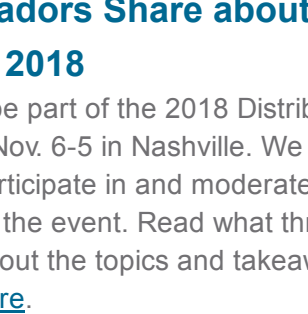 adors Share about
2018
be part of the 2018 Distrib
Nov. 6-5 in Nashville. We
rticipate in and moderate
the event. Read what thr
out the topics and takeaw
re.